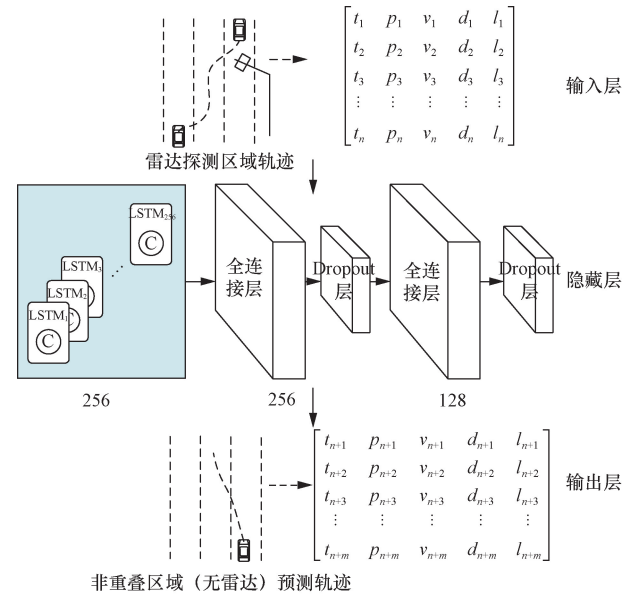 t₁ p₁ v₁ d₁ l₁
t₂ p₂ v₂ d₂ l₂
t₃ p₃ v₃ d₃ l₃
⋮ ⋮ ⋮ ⋮ ⋮
tₙ pₙ vₙ dₙ lₙ
输入层
雷达探测区域轨迹
LSTM₂₅₆
C
LSTM₃
LSTM₂
C
LSTM₁
C
…
全连
接层
Dropout
层
全连
接层
Dropout
层
隐藏层
256
256
128
tₙ₊₁ pₙ₊₁ vₙ₊₁ dₙ₊₁ lₙ₊₁
tₙ₊₂ pₙ₊₂ vₙ₊₂ dₙ₊₂ lₙ₊₂
tₙ₊₃ pₙ₊₃ vₙ₊₃ dₙ₊₃ lₙ₊₃
⋮ ⋮ ⋮ ⋮ ⋮
tₙ₊ₘ pₙ₊ₘ vₙ₊ₘ dₙ₊ₘ lₙ₊ₘ
输出层
非重叠区域（无雷达）预测轨迹